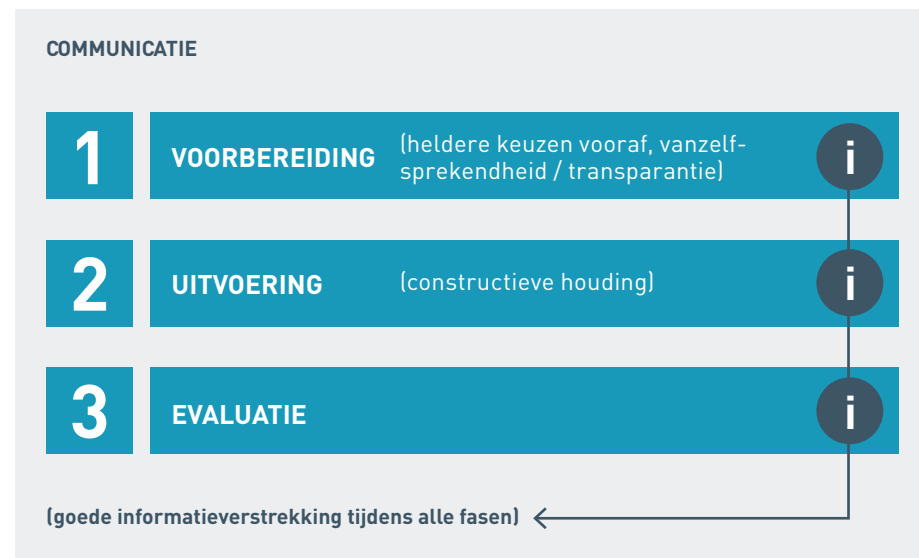 COMMUNICATIE
1 VOORBEREIDING (heldere keuzen vooraf, vanzelf-
sprekendheid / transparantie) i
2 UITVOERING (constructieve houding) i
3 EVALUATIE i
(goede informatieverstrekking tijdens alle fasen)